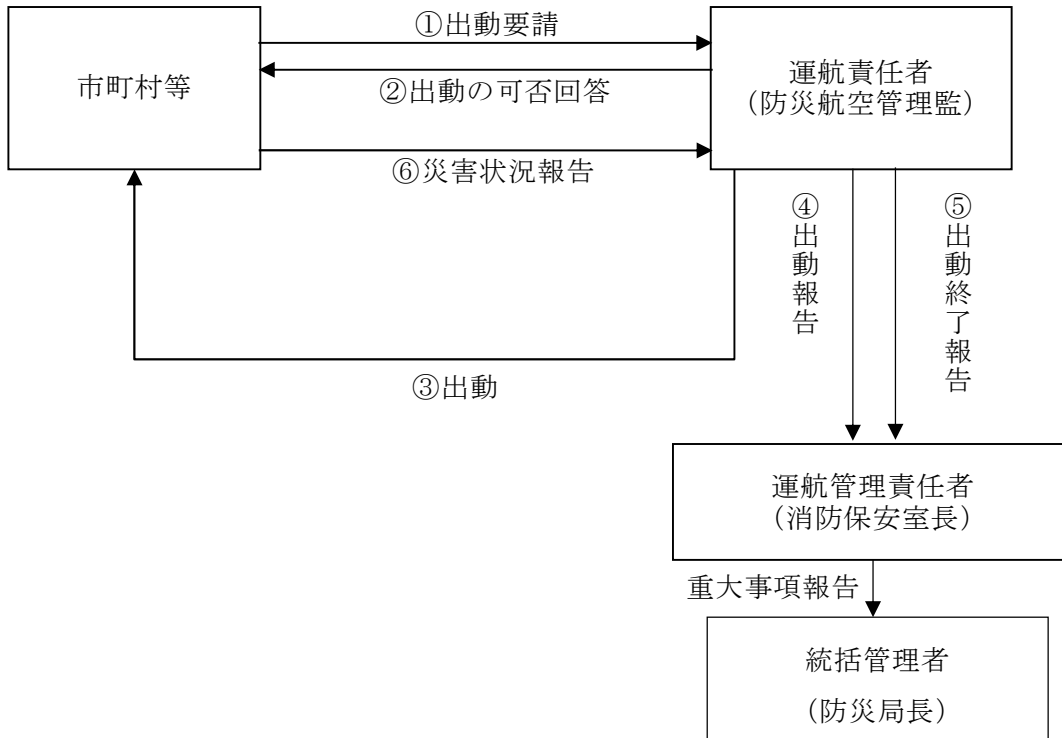 ①出動要請
市町村等
運航責任者
（防災航空管理監）
②出動の可否回答
⑥災害状況報告
④出動報告
⑤出動終了報告
③出動
運航管理責任者
（消防保安室長）
重大事項報告
統括管理者
（防災局長）